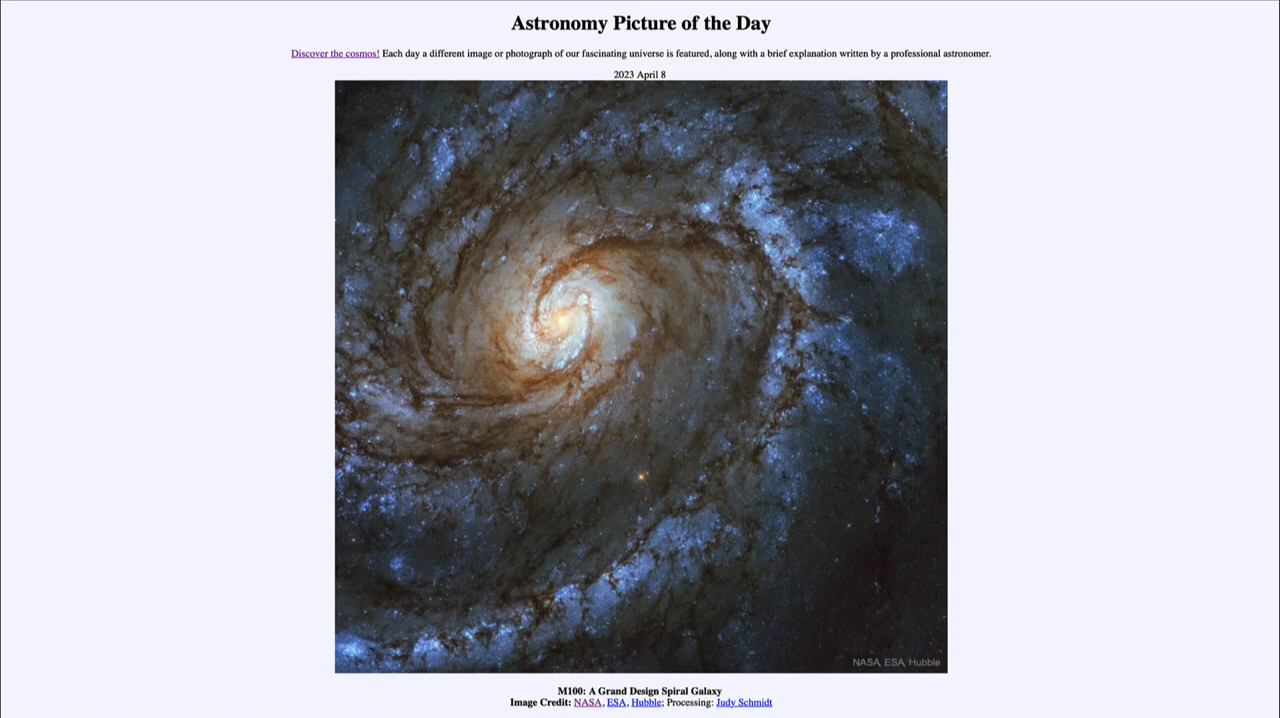 Astronomy Picture of the Day
Discover the cosmos! Each day a different image or photograph of our fascinating universe is featured, along with a brief explanation written by a professional astronomer.
2023 April 8
NASA, ESA, Hubble
M100: A Grand Design Spiral Galaxy
Image Credit: NASA, ESA, Hubble; Processing: Judy Schmidt